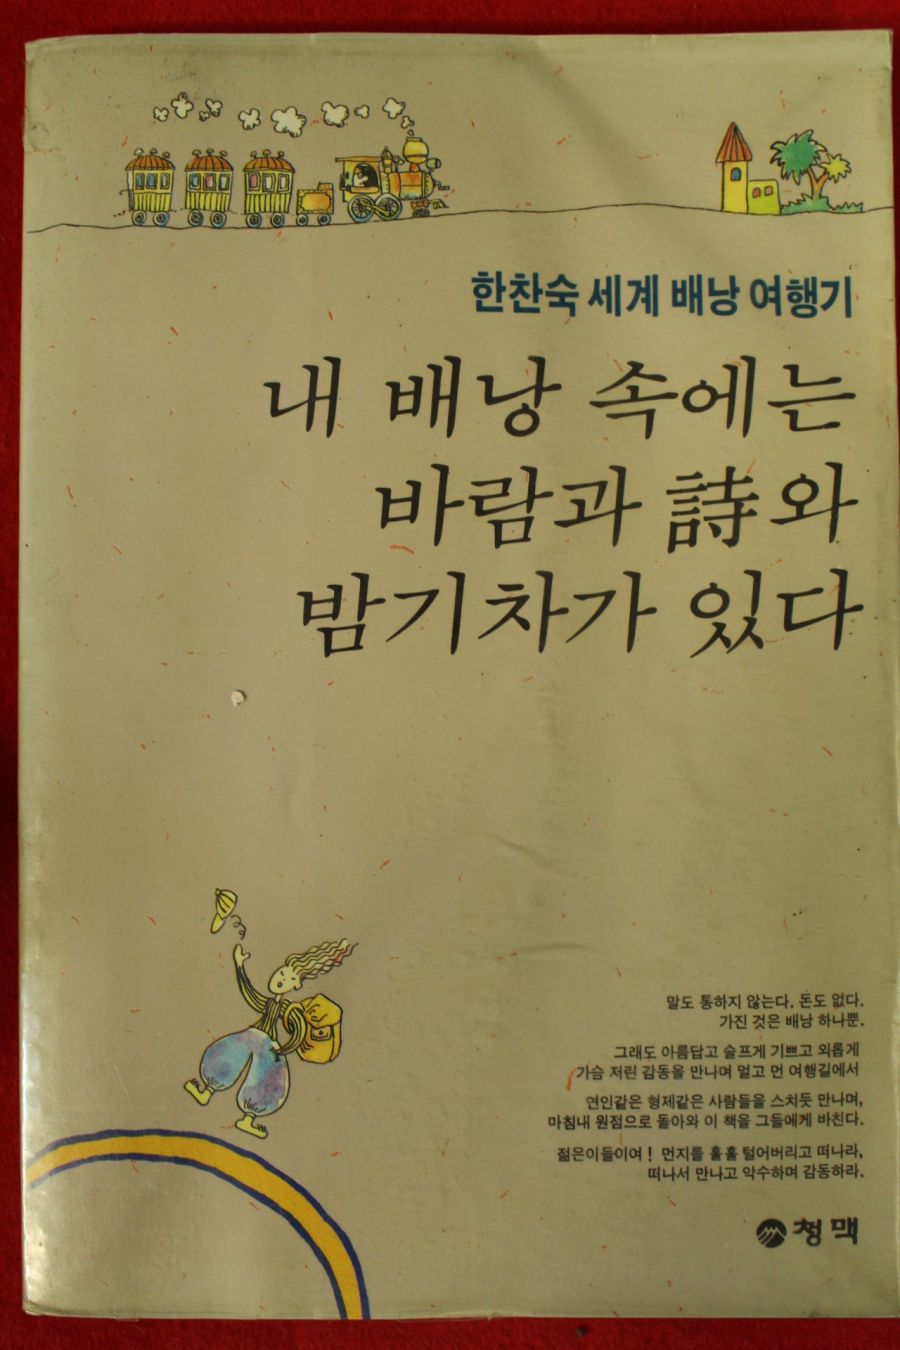 한찬숙 세계 배낭 여행기
내 배낭 속에는
바람과 詩와
밤기차가 있다
말도 통하지 않는다. 돈도 없다.
가진 것은 배낭 하나뿐.
그래도 아름답고 슬프게 기쁘고 외롭게
가슴 저린 감동을 만나며 멀고 먼 여행길에서
연인같은 형제같은 사람들을 스치듯 만나며,
마침내 원점으로 돌아와 이 책을 그들에게 바친다.
젊은이들이여! 먼지를 훌훌 털어버리고 떠나라,
떠나서 만나고 악수하며 감동하라.
청맥